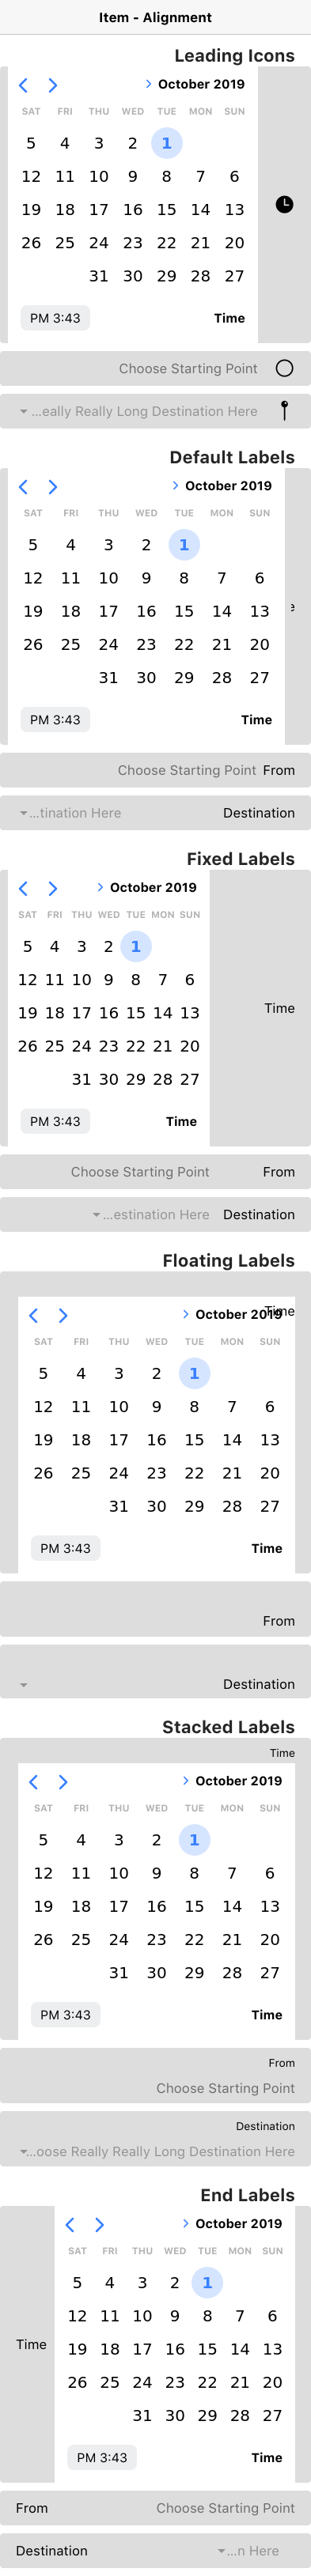 Item - Alignment
Leading Icons
October 2019
SAT FRI THU WED TUE MON SUN
5 4 3 2 1
12 11 10 9 8 7 6
19 18 17 16 15 14 13
26 25 24 23 22 21 20
31 30 29 28 27
PM 3:43 Time
Choose Starting Point
...eally Really Long Destination Here
Default Labels
October 2019
SAT FRI THU WED TUE MON SUN
5 4 3 2 1
12 11 10 9 8 7 6
19 18 17 16 15 14 13
26 25 24 23 22 21 20
31 30 29 28 27
PM 3:43 Time
Choose Starting Point From
...tination Here Destination
Fixed Labels
October 2019
SAT FRI THU WED TUE MON SUN
5 4 3 2 1
12 11 10 9 8 7 6
19 18 17 16 15 14 13
26 25 24 23 22 21 20
31 30 29 28 27
PM 3:43 Time
Time
Choose Starting Point From
...estination Here Destination
Floating Labels
Time
October 2019
SAT FRI THU WED TUE MON SUN
5 4 3 2 1
12 11 10 9 8 7 6
19 18 17 16 15 14 13
26 25 24 23 22 21 20
31 30 29 28 27
PM 3:43 Time
From
Destination
Stacked Labels
Time
October 2019
SAT FRI THU WED TUE MON SUN
5 4 3 2 1
12 11 10 9 8 7 6
19 18 17 16 15 14 13
26 25 24 23 22 21 20
31 30 29 28 27
PM 3:43 Time
From
Choose Starting Point
Destination
...oose Really Really Long Destination Here
End Labels
October 2019
SAT FRI THU WED TUE MON SUN
5 4 3 2 1
12 11 10 9 8 7 6
19 18 17 16 15 14 13
26 25 24 23 22 21 20
31 30 29 28 27
PM 3:43 Time
Time
From Choose Starting Point
Destination ...n Here